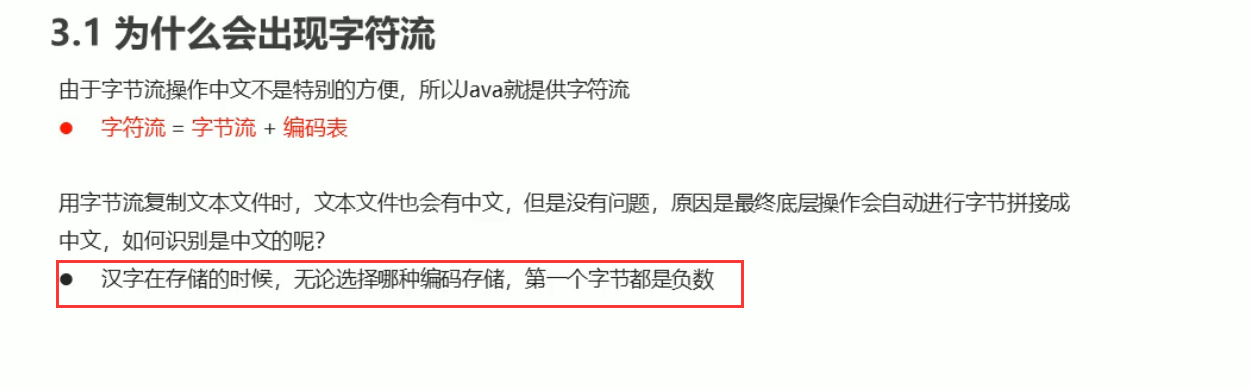 3.1 为什么会出现字符流
由于字节流操作中文不是特别的方便，所以Java就提供字符流
● 字符流 = 字节流 + 编码表
用字节流复制文本文件时，文本文件也会有中文，但是没有问题，原因是最终底层操作会自动进行字节拼接成
中文，如何识别是中文的呢？
● 汉字在存储的时候，无论选择哪种编码存储，第一个字节都是负数